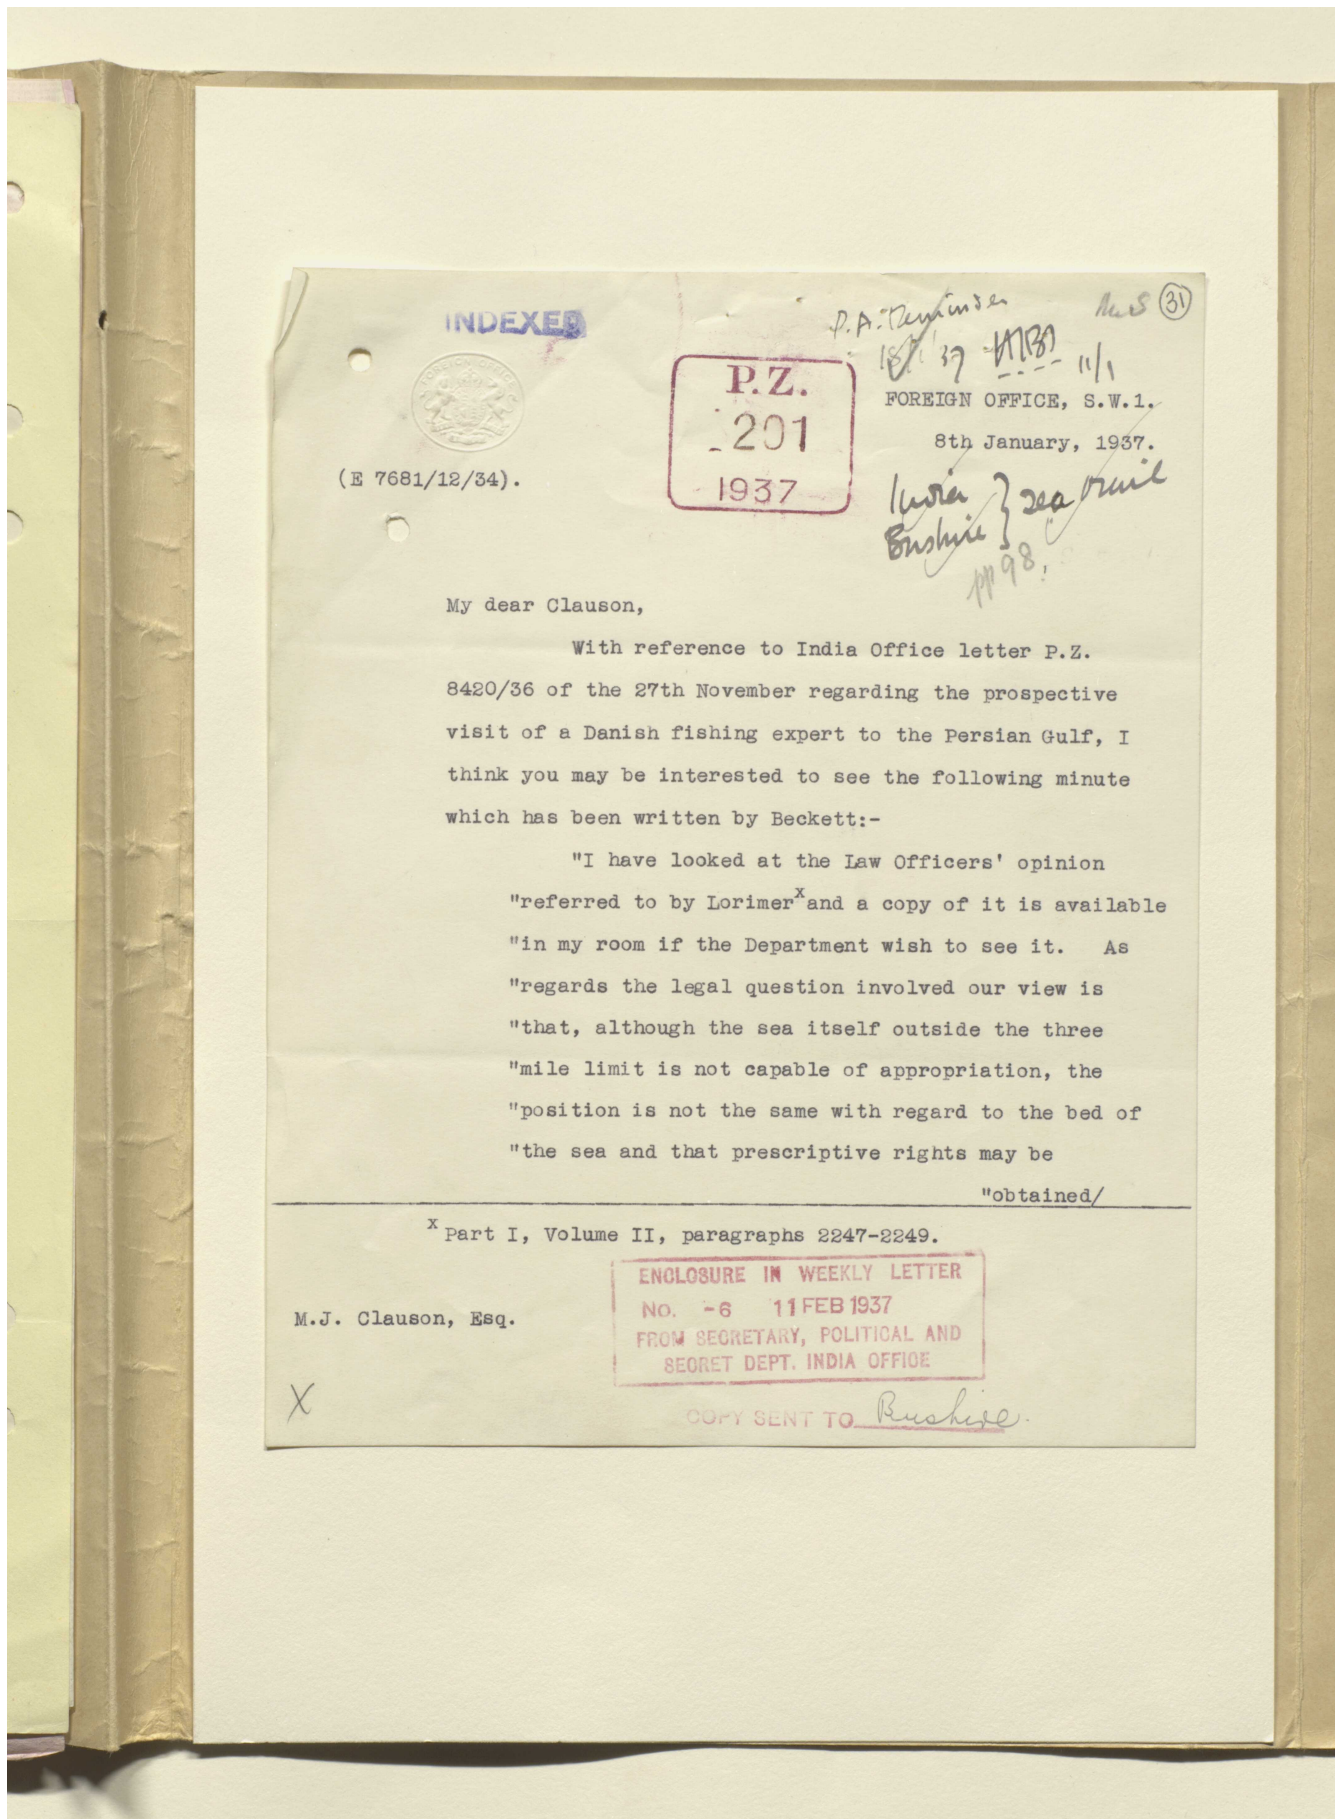 INDEXED
31
P.Z.
201
1937
FOREIGN OFFICE
11/1
FOREIGN OFFICE, S.W.1.
8th January, 1937.
(E 7681/12/34).
India
Bushire } sea mail
pp 98.
My dear Clauson,
With reference to India Office letter P.Z.
8420/36 of the 27th November regarding the prospective
visit of a Danish fishing expert to the Persian Gulf, I
think you may be interested to see the following minute
which has been written by Beckett:-
"I have looked at the Law Officers' opinion
"referred to by Lorimer x and a copy of it is available
"in my room if the Department wish to see it. As
"regards the legal question involved our view is
"that, although the sea itself outside the three
"mile limit is not capable of appropriation, the
"position is not the same with regard to the bed of
"the sea and that prescriptive rights may be
"obtained/
x Part I, Volume II, paragraphs 2247-2249.
ENCLOSURE IN WEEKLY LETTER
No. -6 11 FEB 1937
FROM SECRETARY, POLITICAL AND
SECRET DEPT. INDIA OFFICE
M.J. Clauson, Esq.
X
COPY SENT TO Bushire.